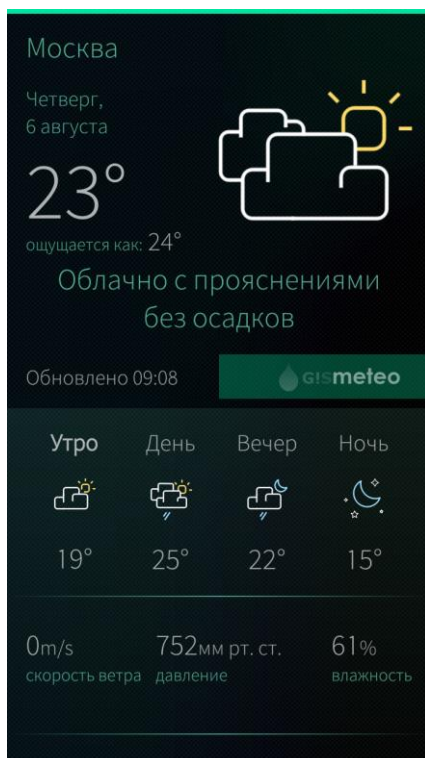 Москва
Четверг,
6 августа
23°
ощущается как: 24°
Облачно с прояснениями
без осадков
Обновлено 09:08
GISmeteo
Утро День Вечер Ночь
19° 25° 22° 15°
0m/s 752мм рт. ст. 61%
скорость ветра давление влажность